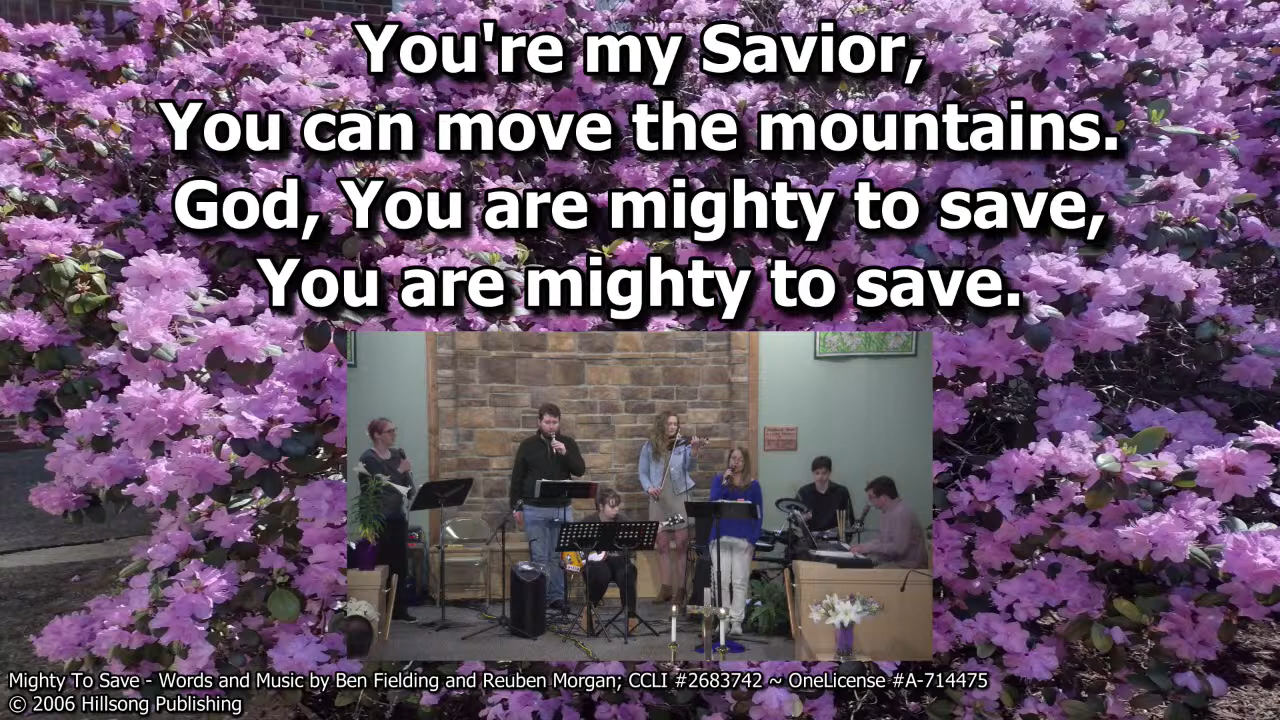 You're my Savior,
You can move the mountains.
God, You are mighty to save,
You are mighty to save.
Mighty To Save - Words and Music by Ben Fielding and Reuben Morgan; CCLI #2683742 ~ OneLicense #A-714475
© 2006 Hillsong Publishing